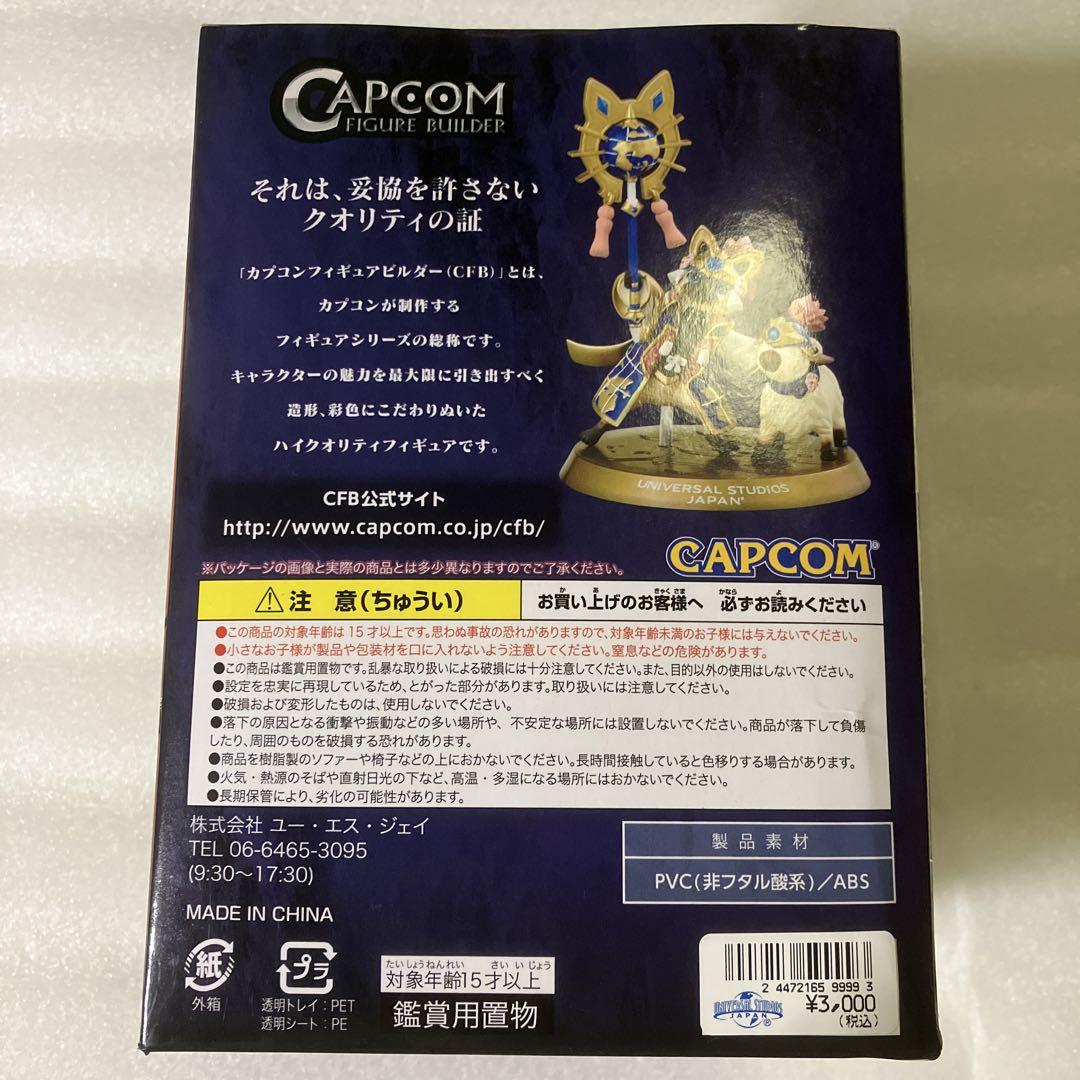 CAPCOM
FIGURE BUILDER
それは、妥協を許さない
クオリティの証
「カプコンフィギュアビルダー(CFB)」とは、
カプコンが制作する
フィギュアシリーズの総称です。
キャラクターの魅力を最大限に引き出すべく
造形、彩色にこだわりぬいた
ハイクオリティフィギュアです。
CFB公式サイト
http://www.capcom.co.jp/cfb/
UNIVERSAL STUDIOS
JAPAN®
CAPCOM®
※パッケージの画像と実際の商品とは多少異なりますのでご了承ください。
⚠注 意(ちゅうい)
お買い上げのお客様へ 必ずお読みください
か あ きゃくさま かなら よ
●この商品の対象年齢は15才以上です。思わぬ事故の恐れがありますので、対象年齢未満のお子様には与えないでください。
●小さなお子様が製品や包装材を口に入れないよう注意してください。窒息などの危険があります。
●この商品は鑑賞用置物です。乱暴な取り扱いによる破損には十分注意してください。また、目的以外の使用はしないでください。
●設定を忠実に再現しているため、とがった部分があります。取り扱いには注意してください。
●破損および変形したものは、使用しないでください。
●落下の原因となる衝撃や振動などの多い場所や、不安定な場所には設置しないでください。商品が落下して負傷
したり、周囲のものを破損する恐れがあります。
●商品を樹脂製のソファーや椅子などの上におかないでください。長時間接触していると色移りする場合があります。
●火気・熱源のそばや直射日光の下など、高温・多湿になる場所にはおかないでください。
●長期保管により、劣化の可能性があります。
株式会社 ユー・エス・ジェイ
TEL 06-6465-3095
(9:30〜17:30)
製品素材
PVC(非フタル酸系)/ABS
MADE IN CHINA
紙
外箱
プラ
透明トレイ:PET
透明シート:PE
たいしょうねんれい さい いじょう
対象年齢15才以上
鑑賞用置物
2 4472165 9999 3
UNIVERSAL STUDIOS
JAPAN®
¥3,000
(税込)